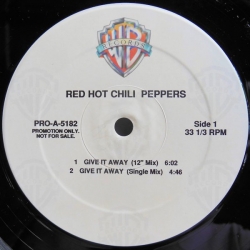 RECORDS
RED HOT CHILI PEPPERS
PRO-A-5182
PROMOTION ONLY.
NOT FOR SALE.
Side 1
33 1/3 RPM
1 GIVE IT AWAY (12" Mix) 6:02
2 GIVE IT AWAY (Single Mix) 4:46